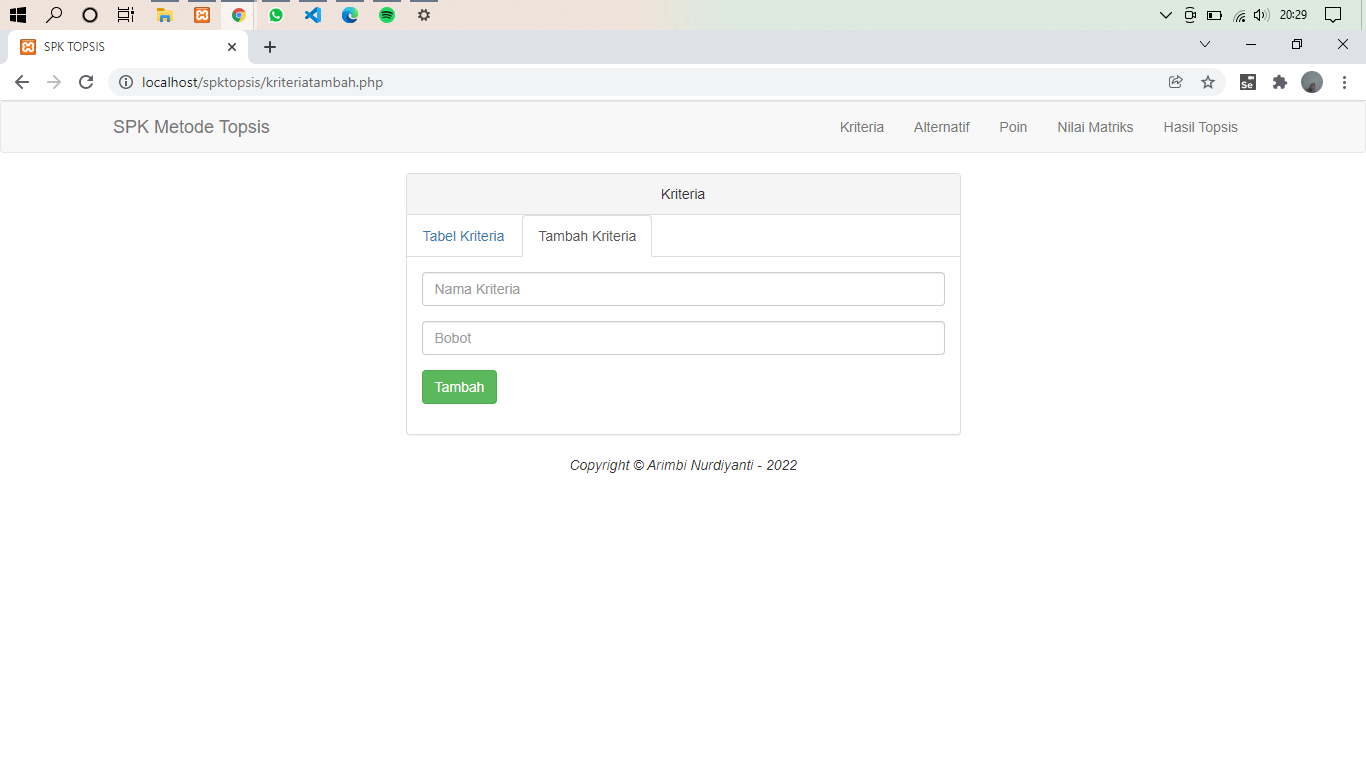 20:29
SPK TOPSIS
localhost/spktopsis/kriteriatambah.php
Se
SPK Metode Topsis Kriteria Alternatif Poin Nilai Matriks Hasil Topsis
Kriteria
Tabel Kriteria Tambah Kriteria
Nama Kriteria
Bobot
Tambah
Copyright © Arimbi Nurdiyanti - 2022